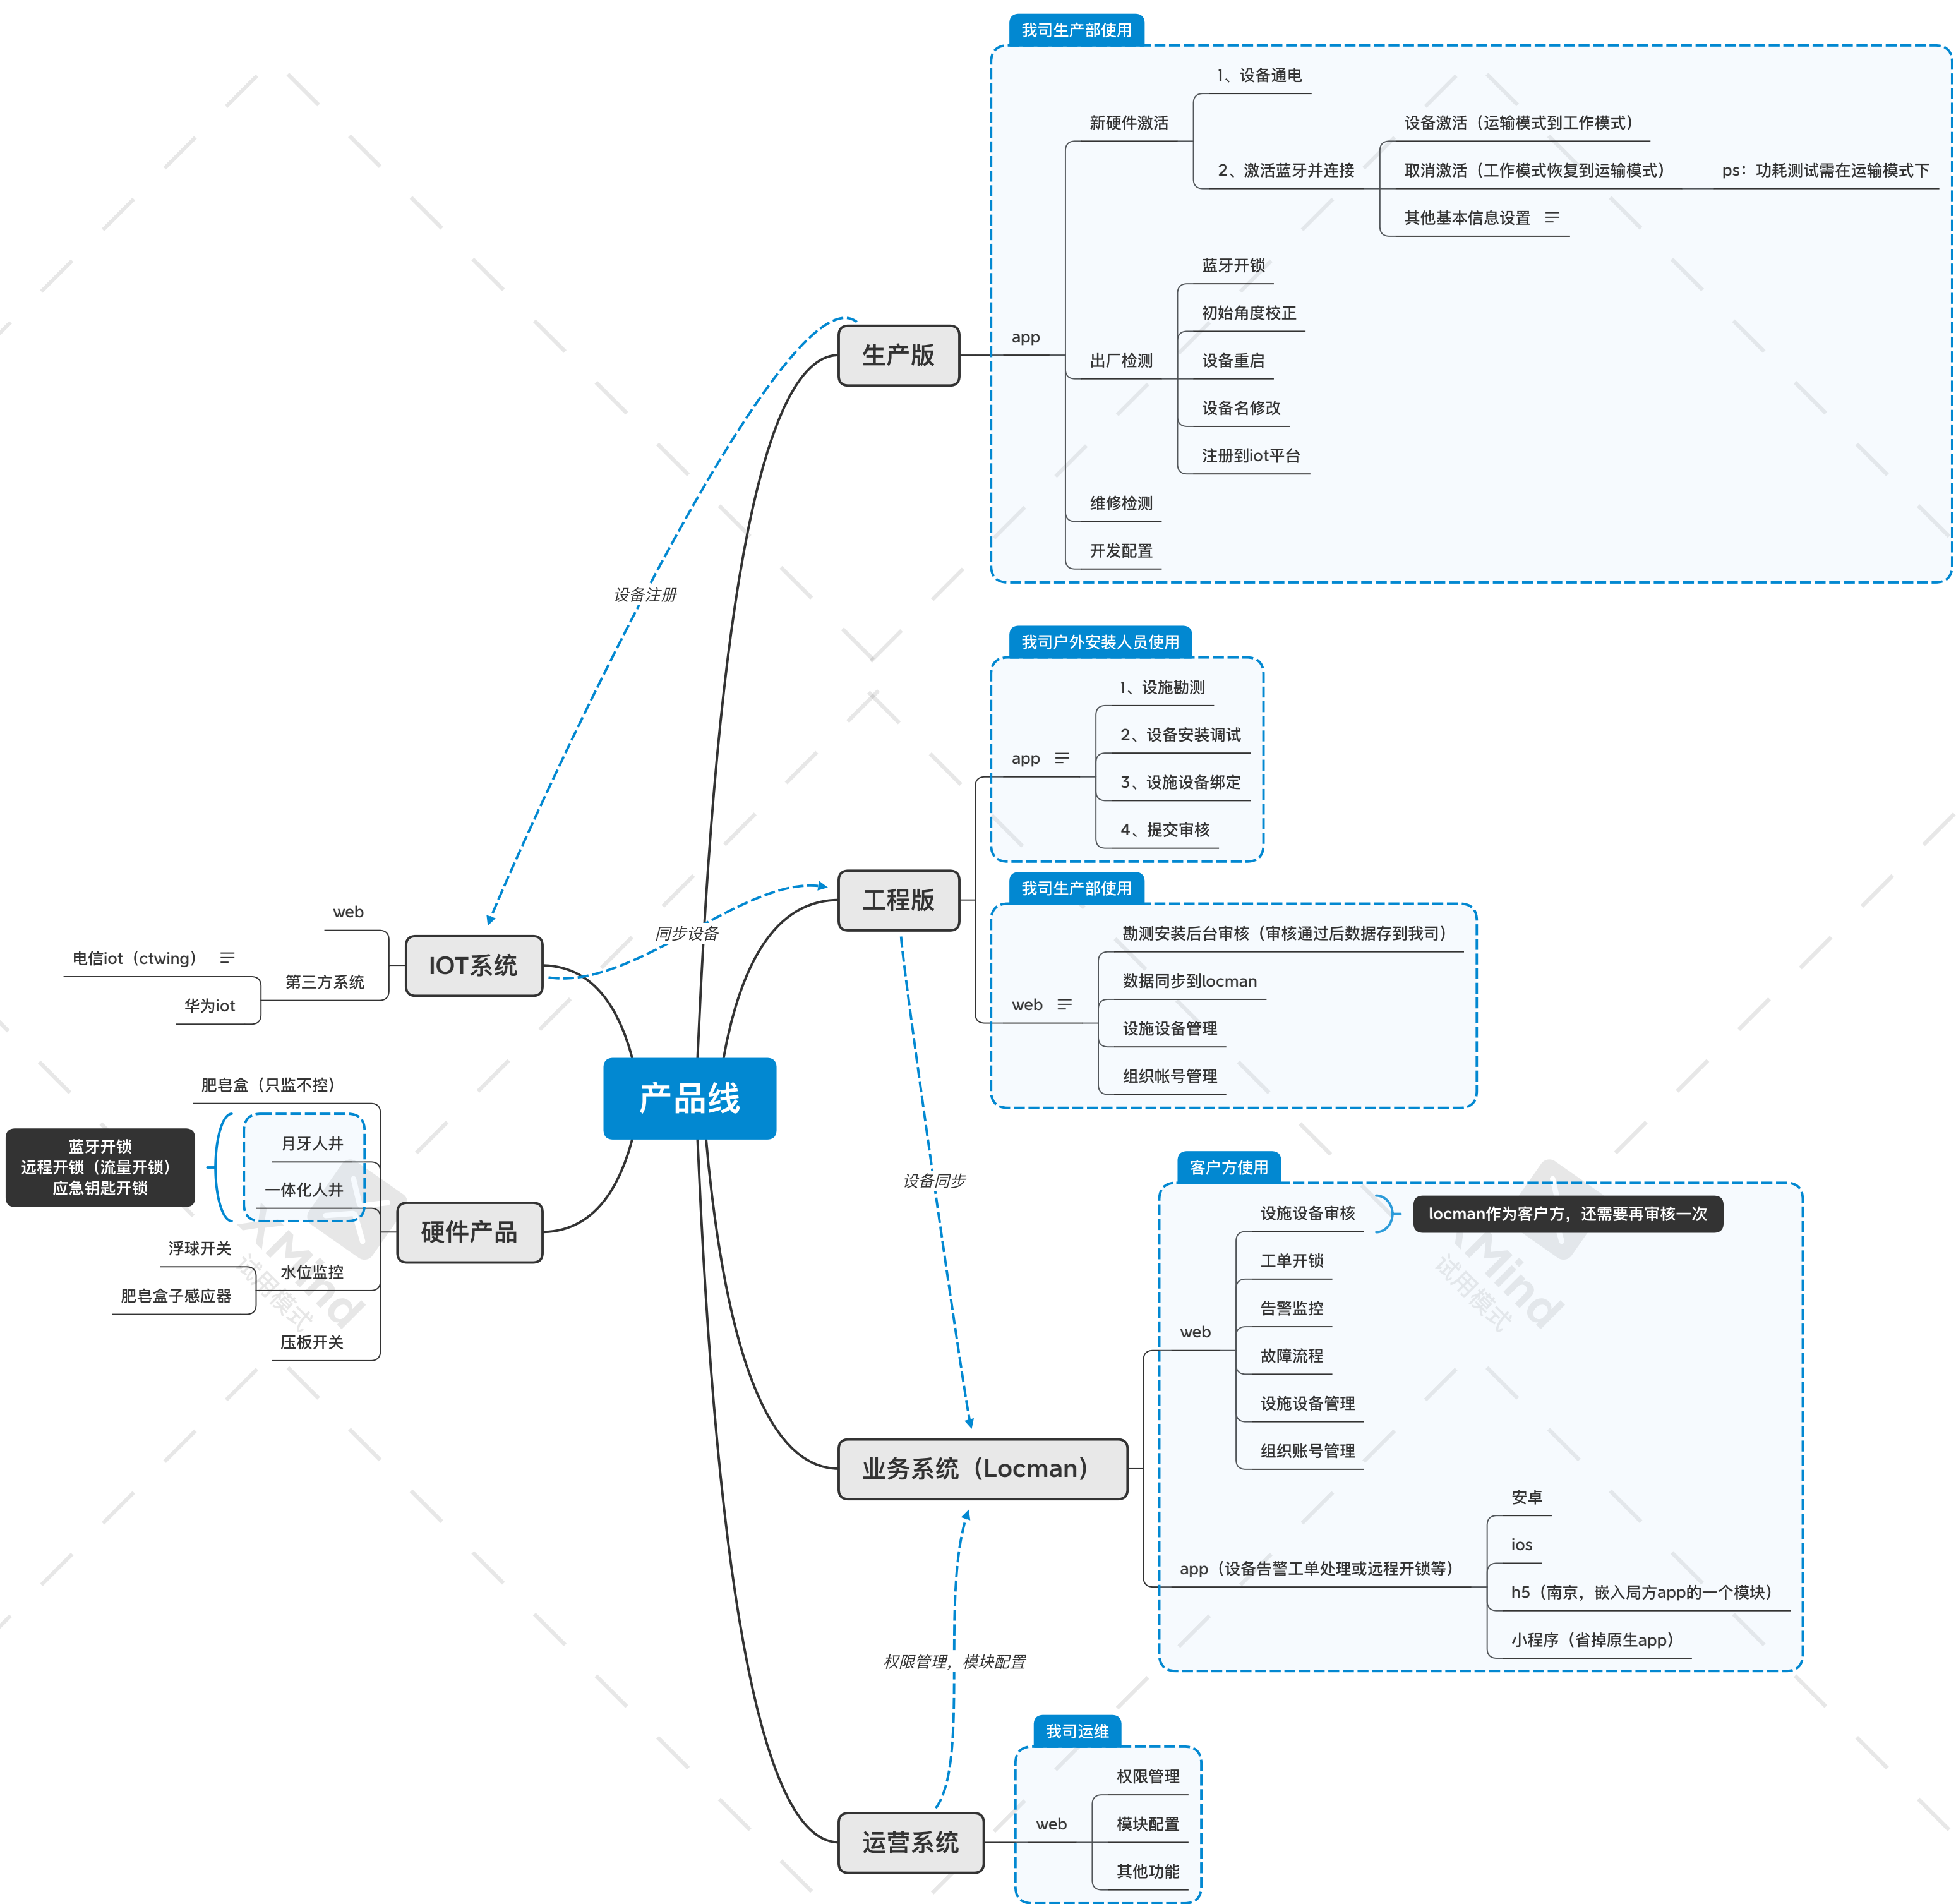 我司生产部使用
1、设备通电
新硬件激活
设备激活（运输模式到工作模式）
2、激活蓝牙并连接
取消激活（工作模式恢复到运输模式）
ps：功耗测试需在运输模式下
其他基本信息设置
蓝牙开锁
初始角度校正
生产版
app
出厂检测
设备重启
设备名修改
注册到iot平台
维修检测
开发配置
设备注册
我司户外安装人员使用
1、设施勘测
2、设备安装调试
app
3、设施设备绑定
4、提交审核
工程版
我司生产部使用
勘测安装后台审核（审核通过后数据存到我司）
数据同步到locman
web
设施设备管理
组织帐号管理
同步设备
web
IOT系统
电信iot（ctwing）
第三方系统
华为iot
产品线
肥皂盒（只监不控）
月牙人井
蓝牙开锁
远程开锁（流量开锁）
应急钥匙开锁
一体化人井
硬件产品
浮球开关
水位监控
肥皂盒子感应器
压板开关
设备同步
客户方使用
设施设备审核
locman作为客户方，还需要再审核一次
工单开锁
告警监控
web
故障流程
设施设备管理
组织账号管理
业务系统（Locman）
安卓
ios
app（设备告警工单处理或远程开锁等）
h5（南京，嵌入局方app的一个模块）
小程序（省掉原生app）
权限管理，模块配置
我司运维
权限管理
运营系统
web
模块配置
其他功能
XMind
试用模式
XMind
试用模式